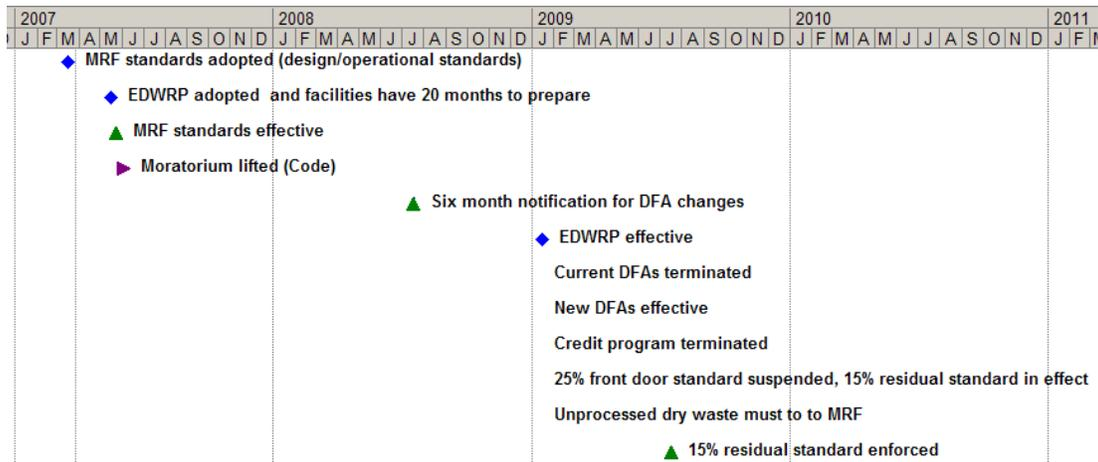 2007 2008 2009 2010 2011
J F M A M J J A S O N D J F M A M J J A S O N D J F M A M J J A S O N D J F M A M J J A S O N D J F
MRF standards adopted (design/operational standards)
EDWRP adopted and facilities have 20 months to prepare
MRF standards effective
Moratorium lifted (Code)
Six month notification for DFA changes
EDWRP effective
Current DFAs terminated
New DFAs effective
Credit program terminated
25% front door standard suspended, 15% residual standard in effect
Unprocessed dry waste must to to MRF
15% residual standard enforced